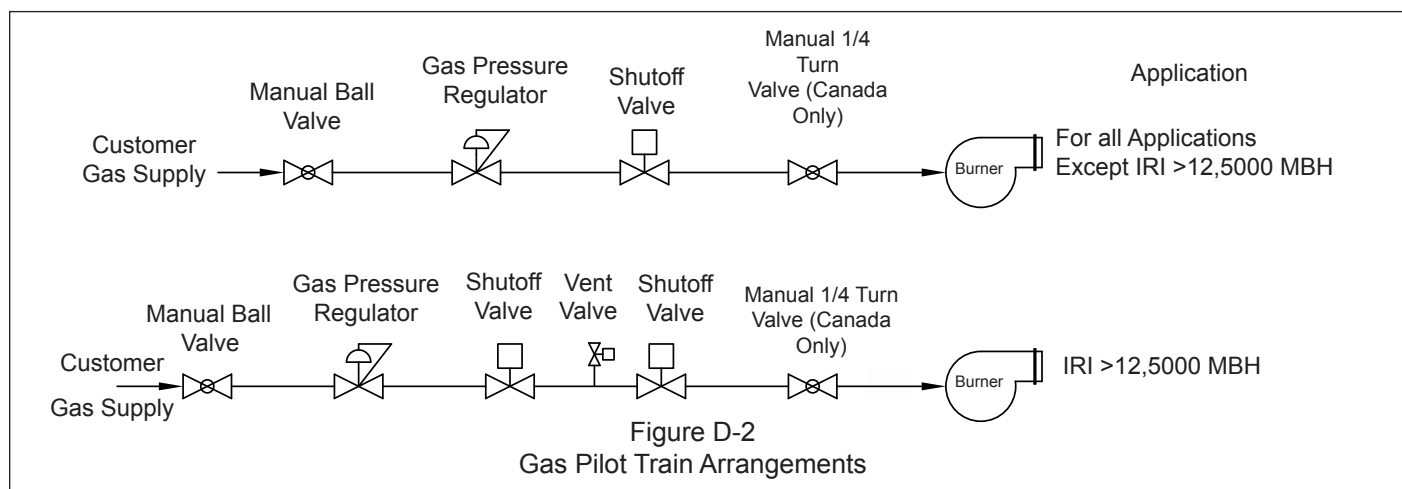 Manual 1/4
Turn
Valve (Canada
Only)
Gas Pressure
Regulator
Shutoff
Valve
Application
Manual Ball
Valve
Customer
Gas Supply
Burner
For all Applications
Except IRI >12,5000 MBH
Gas Pressure
Regulator
Shutoff
Valve
Vent
Valve
Shutoff
Valve
Manual 1/4 Turn
Valve (Canada
Only)
Manual Ball
Valve
Customer
Gas Supply
Burner
IRI >12,5000 MBH
Figure D-2
Gas Pilot Train Arrangements